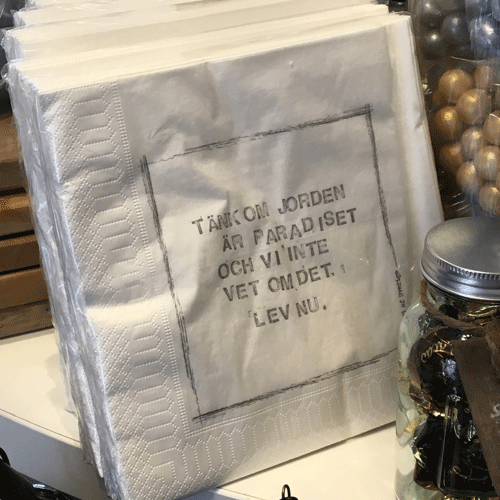 TÄNK OM JORDEN
ÄR PARADISET
OCH VI INTE
VET OM DET.
LEV NU.